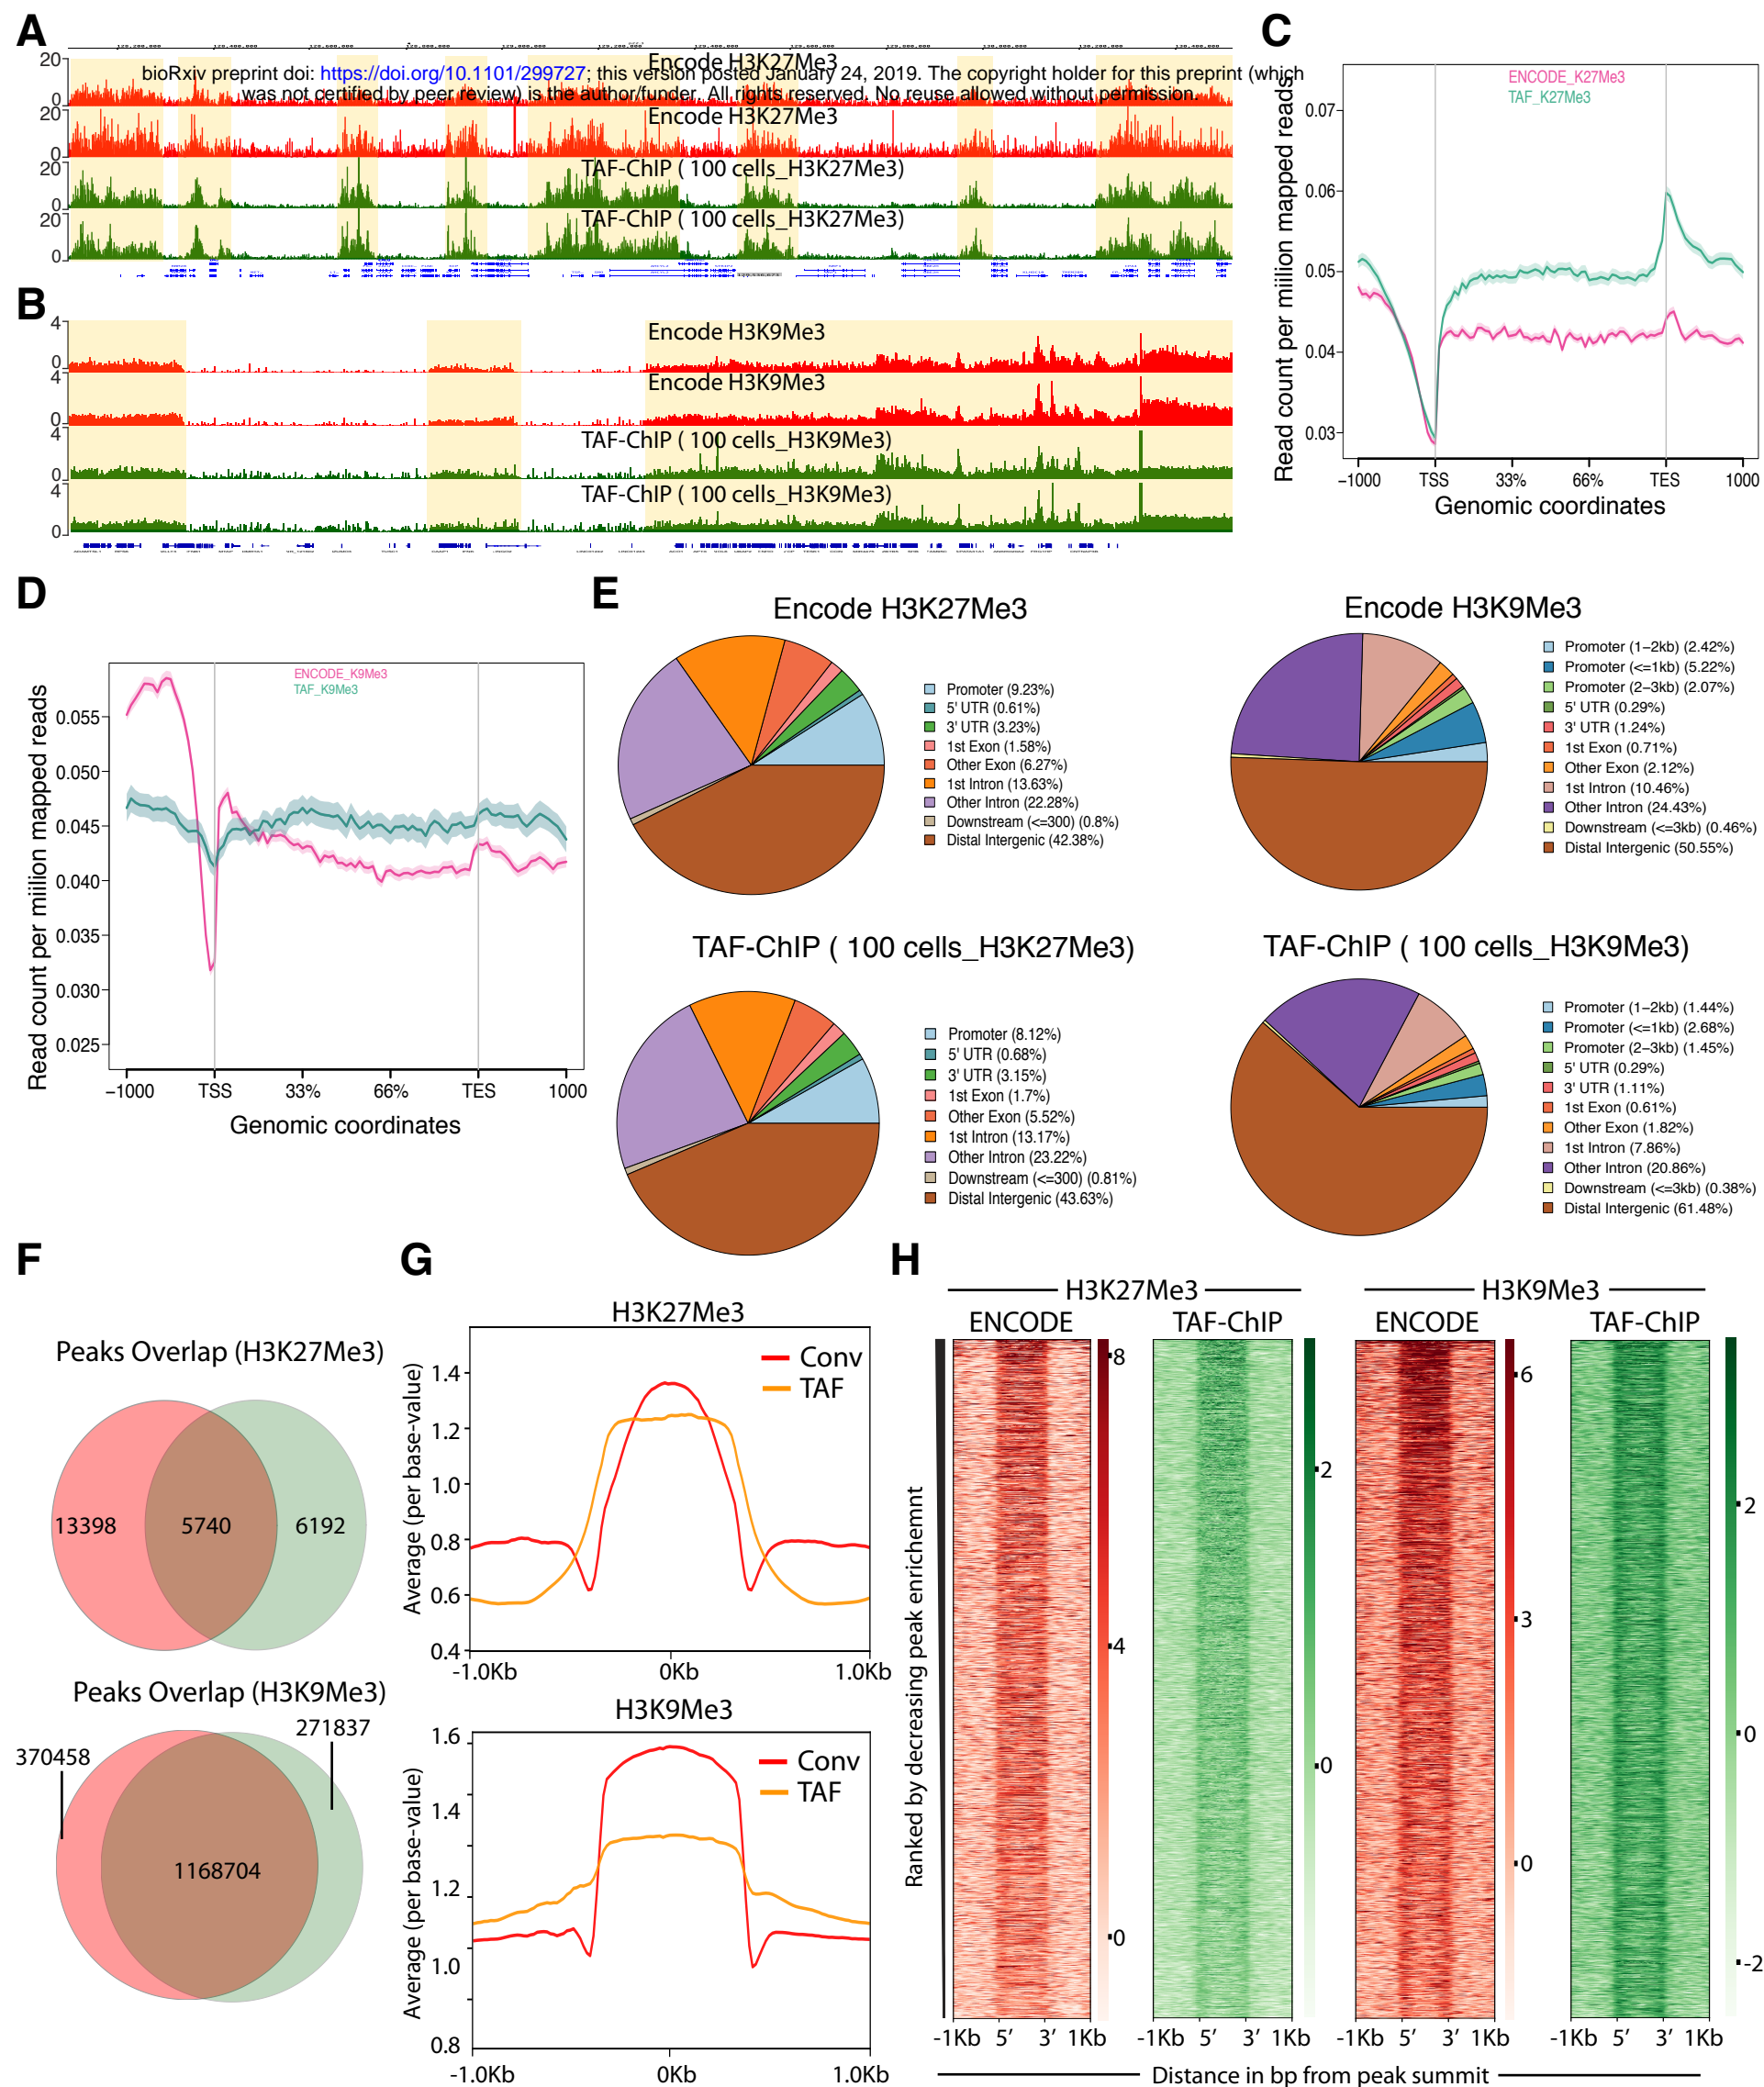 A
bioRxiv preprint doi: https://doi.org/10.1101/299727; this version posted January 24, 2019. The copyright holder for this preprint (which
was not certified by peer review) is the author/funder. All rights reserved. No reuse allowed without permission.
20
Encode H3K27Me3
0
20
Encode H3K27Me3
0
20
TAF-ChIP ( 100 cells_H3K27Me3)
0
20
TAF-ChIP ( 100 cells_H3K27Me3)
0
B
4
Encode H3K9Me3
0
4
Encode H3K9Me3
0
4
TAF-ChIP ( 100 cells_H3K9Me3)
0
4
TAF-ChIP ( 100 cells_H3K9Me3)
0
C
ENCODE_K27Me3
TAF_K27Me3
Read count per miilion mapped reads
0.07
0.06
0.05
0.04
0.03
−1000 TSS 33% 66% TES 1000
Genomic coordinates
D
ENCODE_K9Me3
TAF_K9Me3
Read count per miilion mapped reads
0.055
0.050
0.045
0.040
0.035
0.030
0.025
−1000 TSS 33% 66% TES 1000
Genomic coordinates
E
Encode H3K27Me3
Promoter (9.23%)
5' UTR (0.61%)
3' UTR (3.23%)
1st Exon (1.58%)
Other Exon (6.27%)
1st Intron (13.63%)
Other Intron (22.28%)
Downstream (<=300) (0.8%)
Distal Intergenic (42.38%)
Encode H3K9Me3
Promoter (1−2kb) (2.42%)
Promoter (<=1kb) (5.22%)
Promoter (2−3kb) (2.07%)
5' UTR (0.29%)
3' UTR (1.24%)
1st Exon (0.71%)
Other Exon (2.12%)
1st Intron (10.46%)
Other Intron (24.43%)
Downstream (<=3kb) (0.46%)
Distal Intergenic (50.55%)
TAF-ChIP ( 100 cells_H3K27Me3)
Promoter (8.12%)
5' UTR (0.68%)
3' UTR (3.15%)
1st Exon (1.7%)
Other Exon (5.52%)
1st Intron (13.17%)
Other Intron (23.22%)
Downstream (<=300) (0.81%)
Distal Intergenic (43.63%)
TAF-ChIP ( 100 cells_H3K9Me3)
Promoter (1−2kb) (1.44%)
Promoter (<=1kb) (2.68%)
Promoter (2−3kb) (1.45%)
5' UTR (0.29%)
3' UTR (1.11%)
1st Exon (0.61%)
Other Exon (1.82%)
1st Intron (7.86%)
Other Intron (20.86%)
Downstream (<=3kb) (0.38%)
Distal Intergenic (61.48%)
F
Peaks Overlap (H3K27Me3)
13398 5740 6192
Peaks Overlap (H3K9Me3)
271837
370458
1168704
G
H3K27Me3
Conv
TAF
Average (per base-value)
1.4
1.2
1.0
0.8
0.6
0.4
-1.0Kb 0Kb 1.0Kb
H3K9Me3
Conv
TAF
Average (per base-value)
1.6
1.4
1.2
1.0
0.8
-1.0Kb 0Kb 1.0Kb
H
H3K27Me3 H3K9Me3
ENCODE TAF-ChIP ENCODE TAF-ChIP
Ranked by decreasing peak enrichemnt
8
4
0
2
0
6
3
0
2
0
-2
-1Kb 5′ 3′ 1Kb -1Kb 5′ 3′ 1Kb -1Kb 5′ 3′ 1Kb -1Kb 5′ 3′ 1Kb
Distance in bp from peak summit